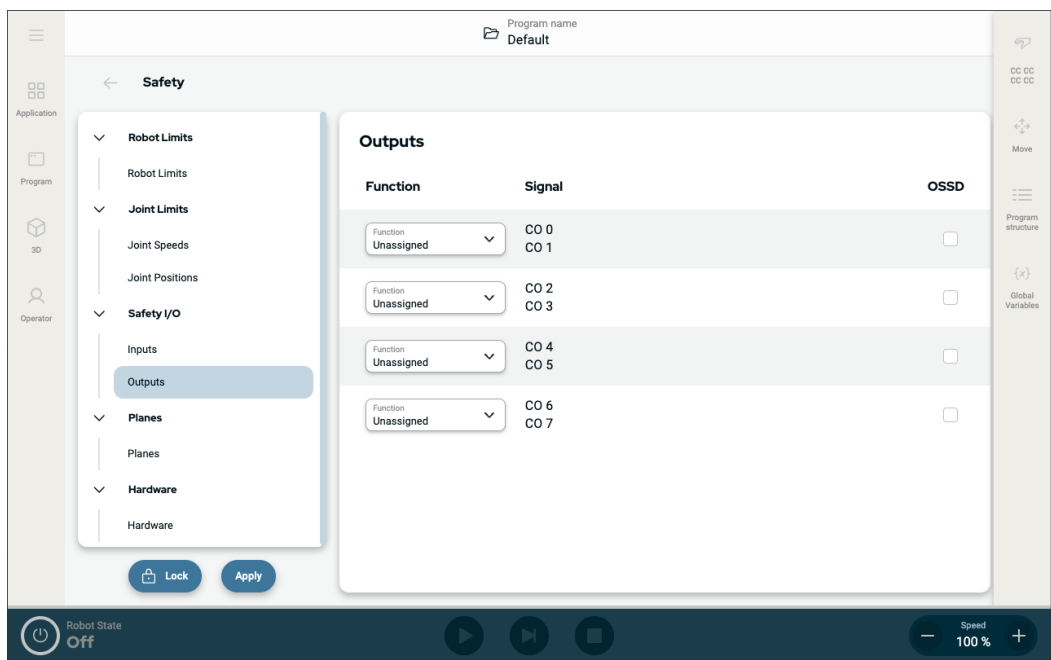 Program name
Default
Application
Program
3D
Operator
Safety
Robot Limits
Robot Limits
Joint Limits
Joint Speeds
Joint Positions
Safety I/O
Inputs
Outputs
Planes
Planes
Hardware
Hardware
Lock
Apply
Outputs
Function
Signal
OSSD
Function
Unassigned
CO 0
CO 1
Function
Unassigned
CO 2
CO 3
Function
Unassigned
CO 4
CO 5
Function
Unassigned
CO 6
CO 7
CC CC
CC CC
Move
Program
structure
{x}
Global
Variables
Robot State
Off
Speed
100 %